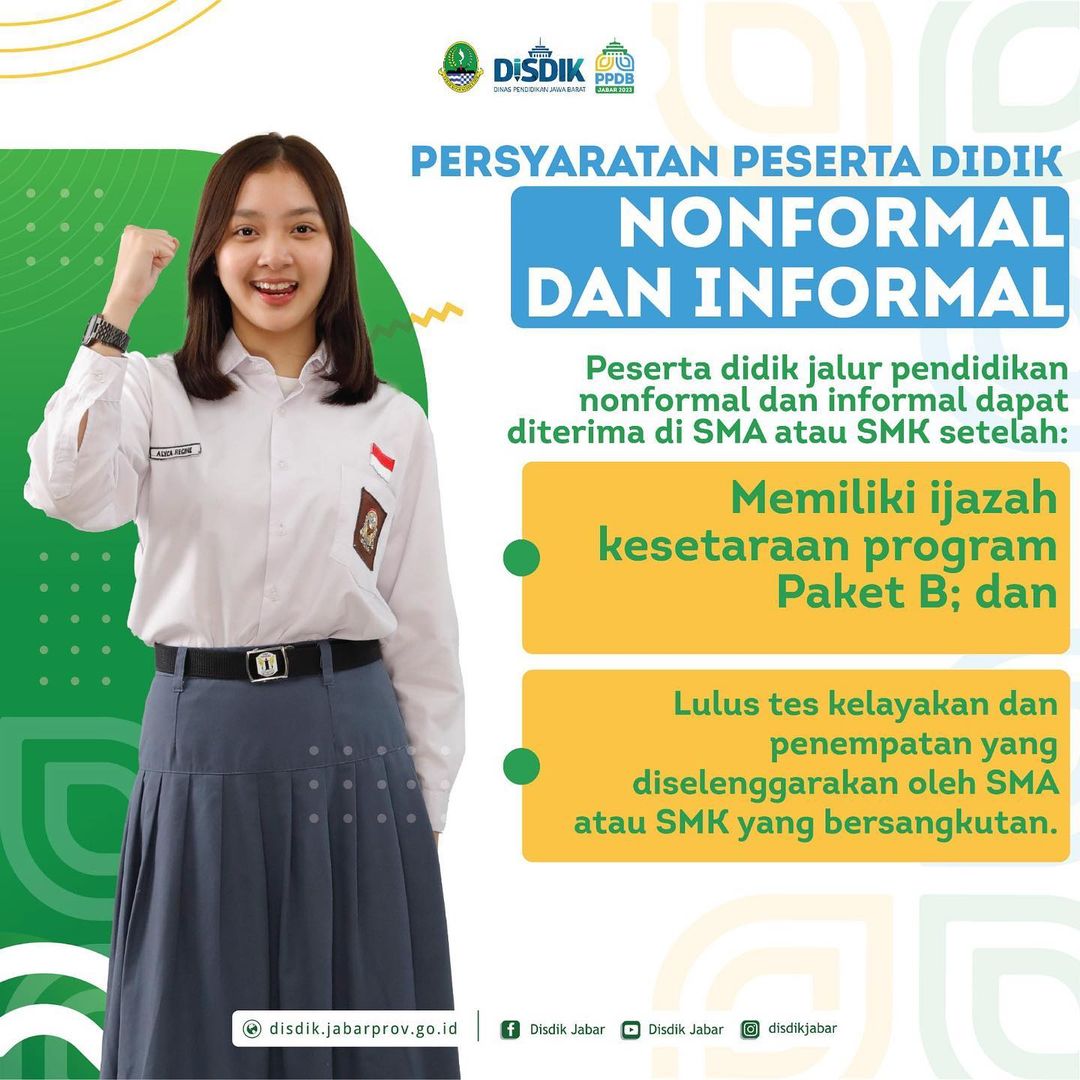 DISDIK
DINAS PENDIDIKAN JAWA BARAT
PPDB
JABAR 2023
PERSYARATAN PESERTA DIDIK
NONFORMAL
DAN INFORMAL
Peserta didik jalur pendidikan
nonformal dan informal dapat
diterima di SMA atau SMK setelah:
Memiliki ijazah
kesetaraan program
Paket B; dan
Lulus tes kelayakan dan
penempatan yang
diselenggarakan oleh SMA
atau SMK yang bersangkutan.
ALYCA REGINE
disdik.jabarprov.go.id
Disdik Jabar
Disdik Jabar
disdikjabar